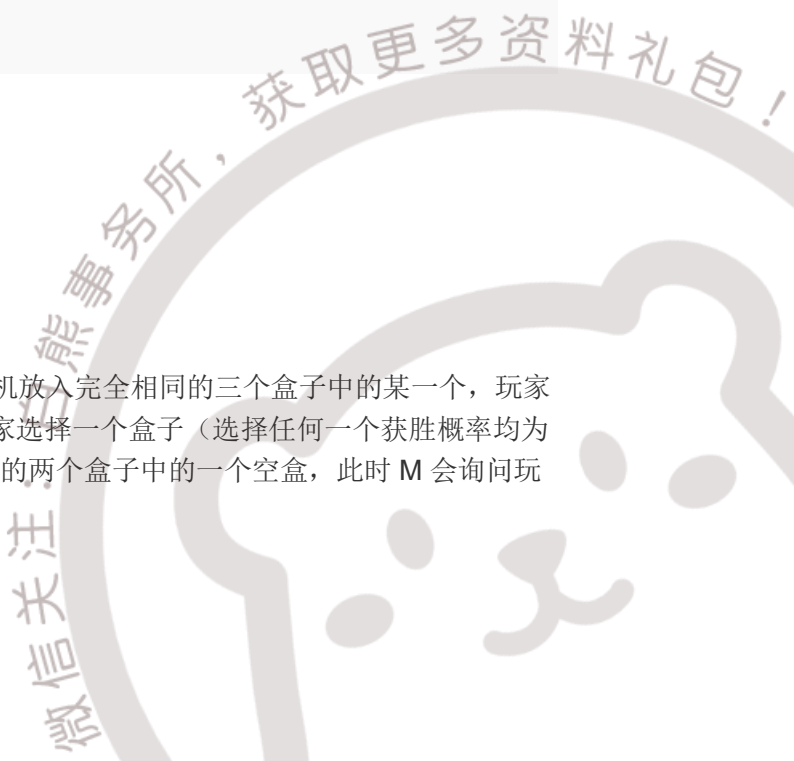 获取更多资料礼包！
微信关注：白熊事务所，
机放入完全相同的三个盒子中的某一个，玩家
家选择一个盒子（选择任何一个获胜概率均为
的两个盒子中的一个空盒，此时 M 会询问玩